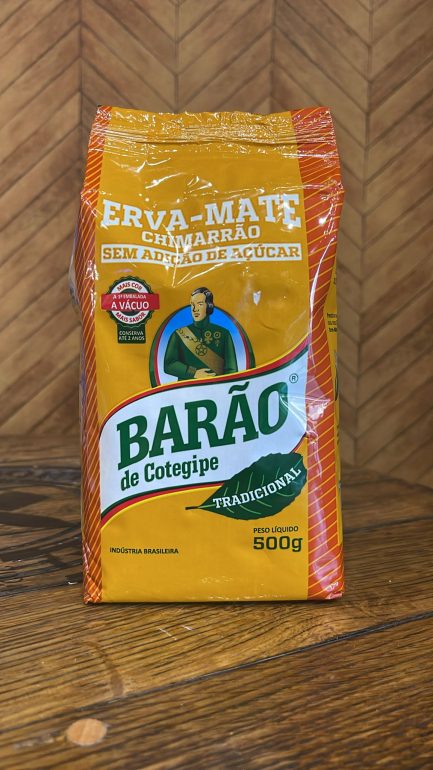 ERVA-MATE
CHIMARRÃO
SEM ADIÇÃO DE AÇÚCAR
MAIS COR
A 1ª EMBALADA
A VÁCUO
MAIS SABOR
CONSERVA
ATÉ 2 ANOS
BARÃO®
de Cotegipe
TRADICIONAL
PESO LÍQUIDO
500g
INDÚSTRIA BRASILEIRA